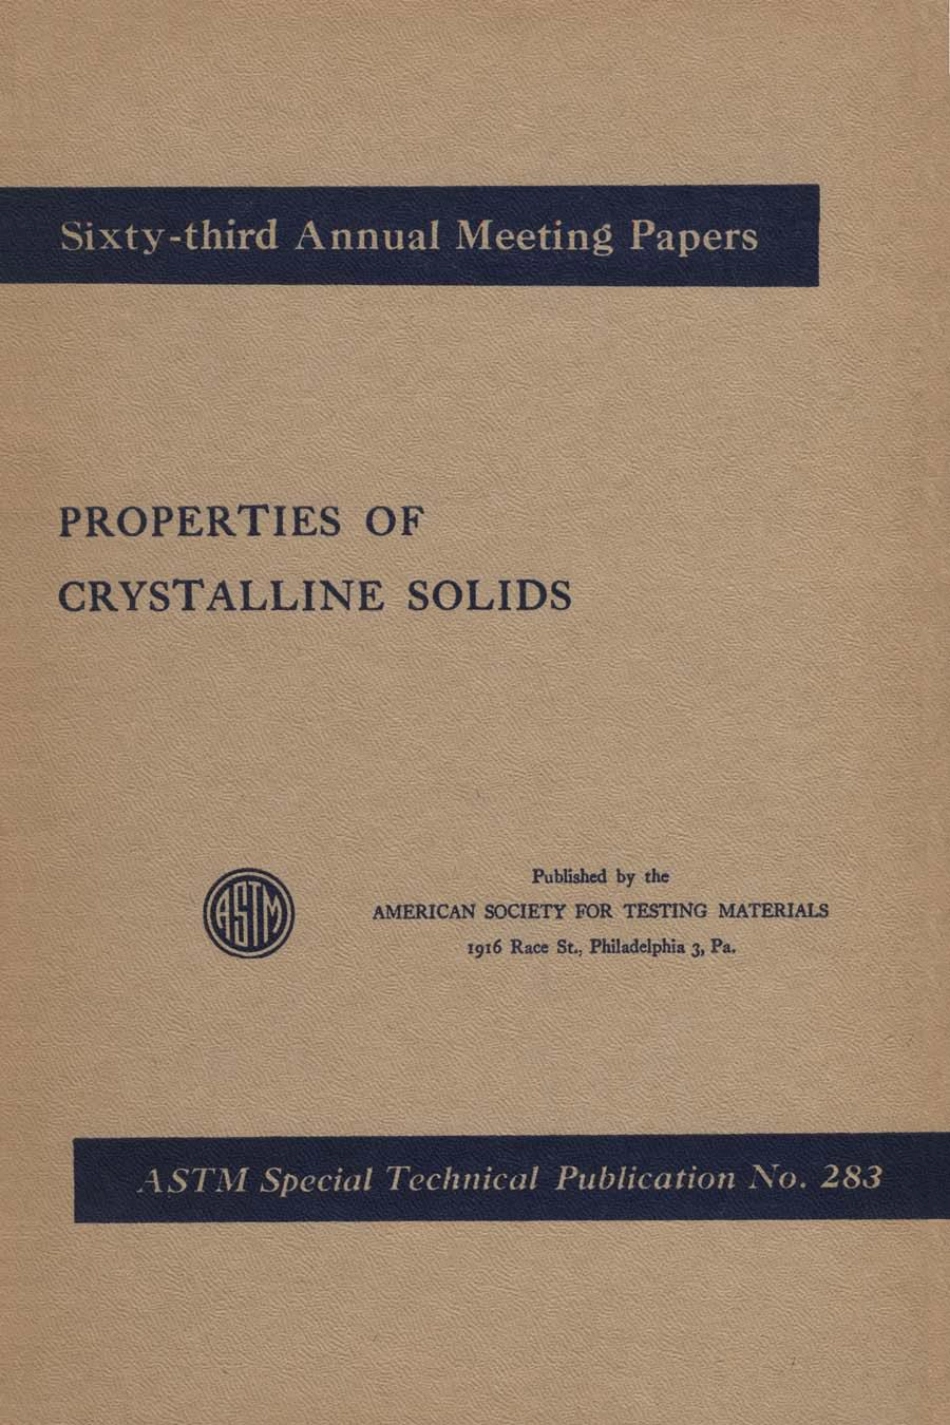 Sixty-third Annual Meeting Papers
PROPERTIES OF
CRYSTALLINE SOLIDS
ASTM
Published by the
AMERICAN SOCIETY FOR TESTING MATERIALS
1916 Race St., Philadelphia 3, Pa.
ASTM Special Technical Publication No. 283